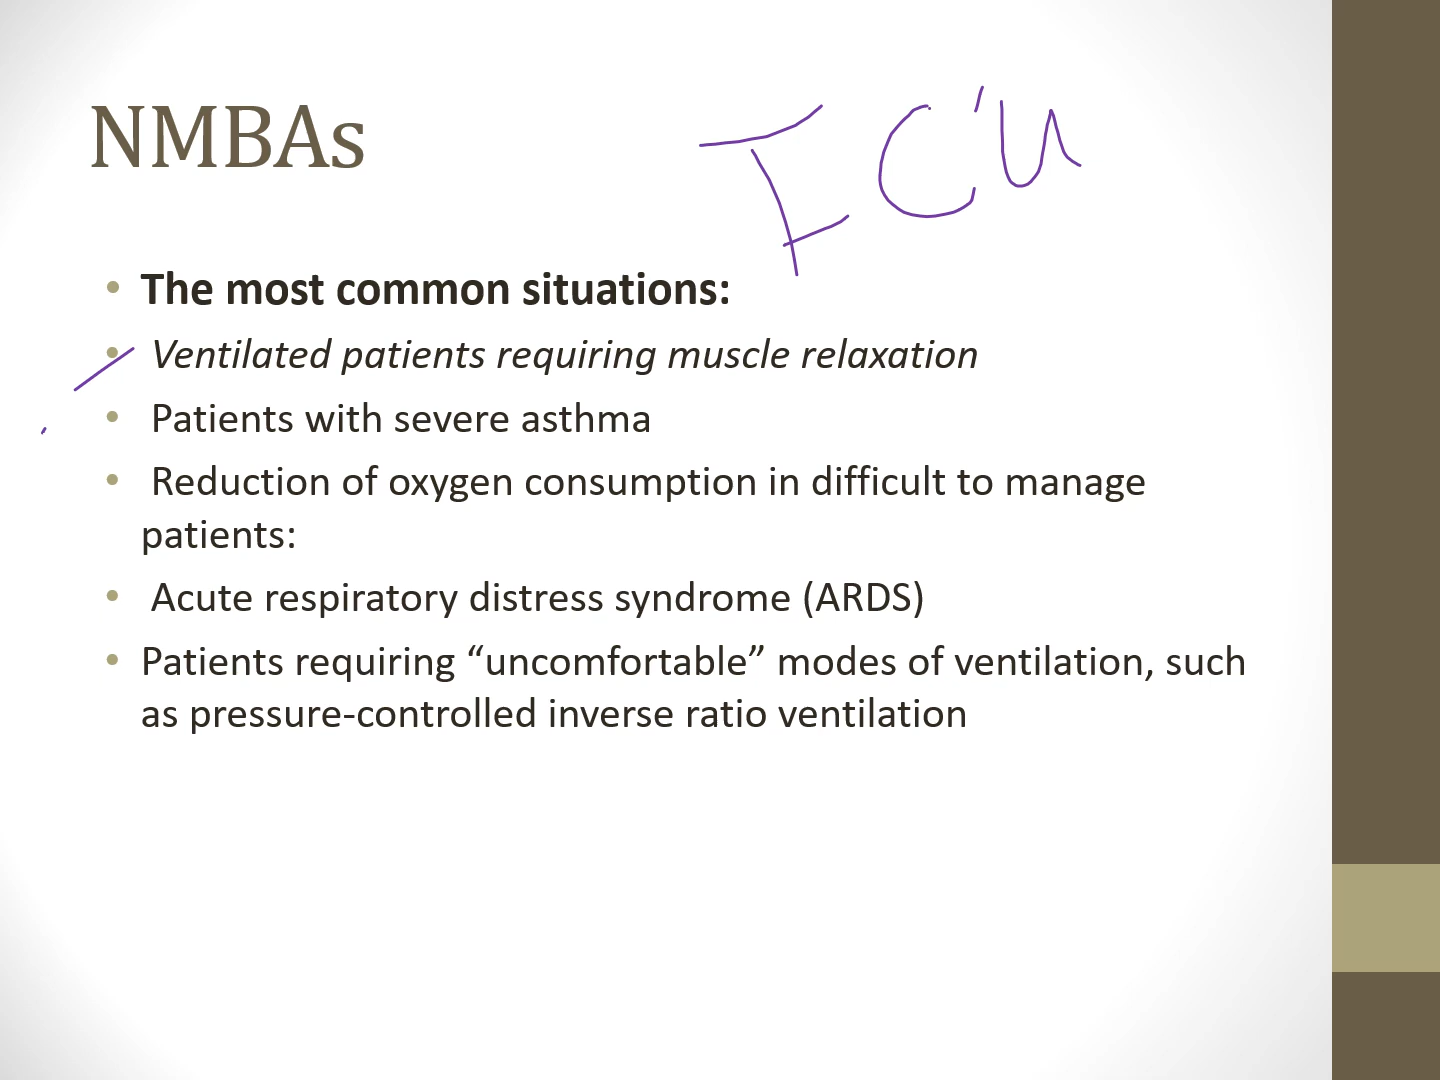 NMBAs
ICU
• The most common situations:
• Ventilated patients requiring muscle relaxation
• Patients with severe asthma
• Reduction of oxygen consumption in difficult to manage
patients:
• Acute respiratory distress syndrome (ARDS)
• Patients requiring “uncomfortable” modes of ventilation, such
as pressure-controlled inverse ratio ventilation